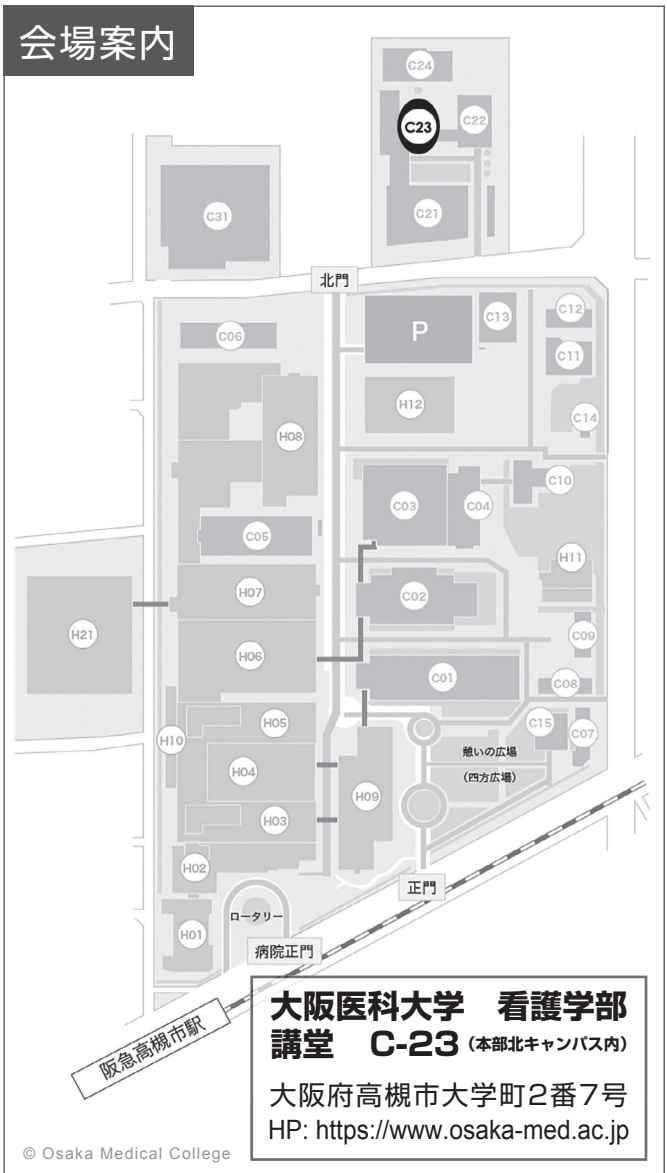 会場案内
C24
C23
C22
C31
C21
北門
C06
P
C13
C12
C11
H12
C14
H08
C03
C04
C10
C05
H07
C02
H11
H21
H06
C09
C01
C08
H05
H10
C15
C07
憩いの広場
(四方広場)
H04
H09
H03
H02
正門
ロータリー
H01
病院正門
阪急高槻市駅
大阪医科大学 看護学部
講堂 C-23 (本部北キャンパス内)
大阪府高槻市大学町2番7号
HP: https://www.osaka-med.ac.jp
© Osaka Medical College